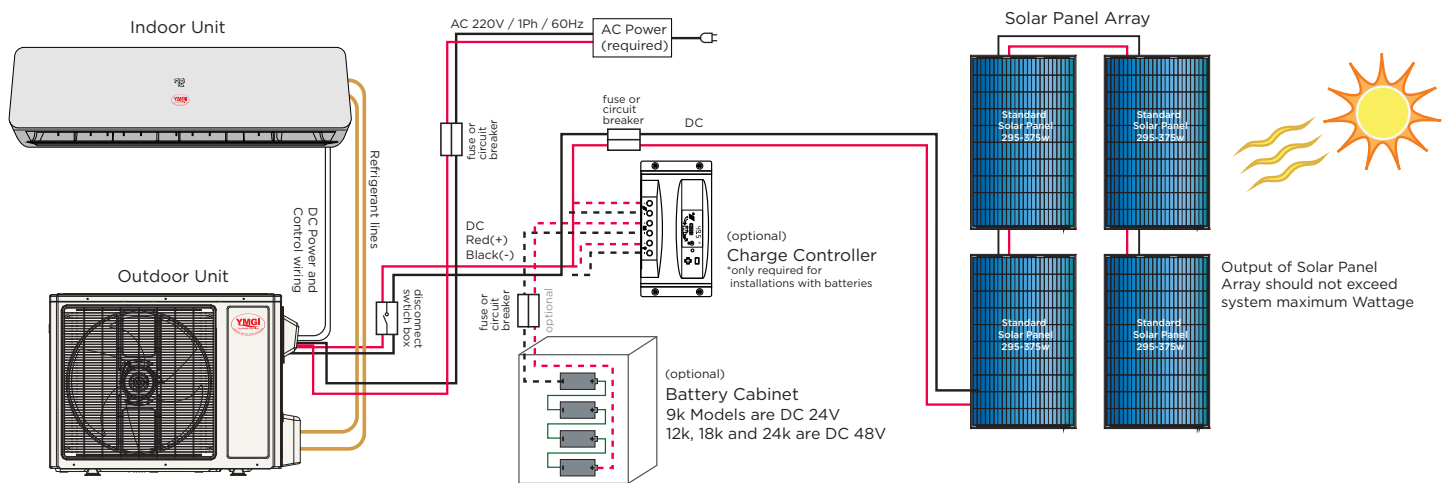 Indoor Unit
YMGI
DC Power and
Control wiring
Refrigerant lines
Outdoor Unit
YMGI
AC 220V / 1Ph / 60Hz
AC Power
(required)
fuse or
circuit
breaker
disconnect
swtich box
DC
Red(+)
Black(-)
fuse or
circuit
breaker
DC
(optional)
Charge Controller
*only required for
installations with batteries
fuse or
circuit
breaker
optional
(optional)
Battery Cabinet
9k Models are DC 24V
12k, 18k and 24k are DC 48V
Solar Panel Array
Standard
Solar Panel
295-375w
Standard
Solar Panel
295-375w
Standard
Solar Panel
295-375w
Standard
Solar Panel
295-375w
Output of Solar Panel
Array should not exceed
system maximum Wattage